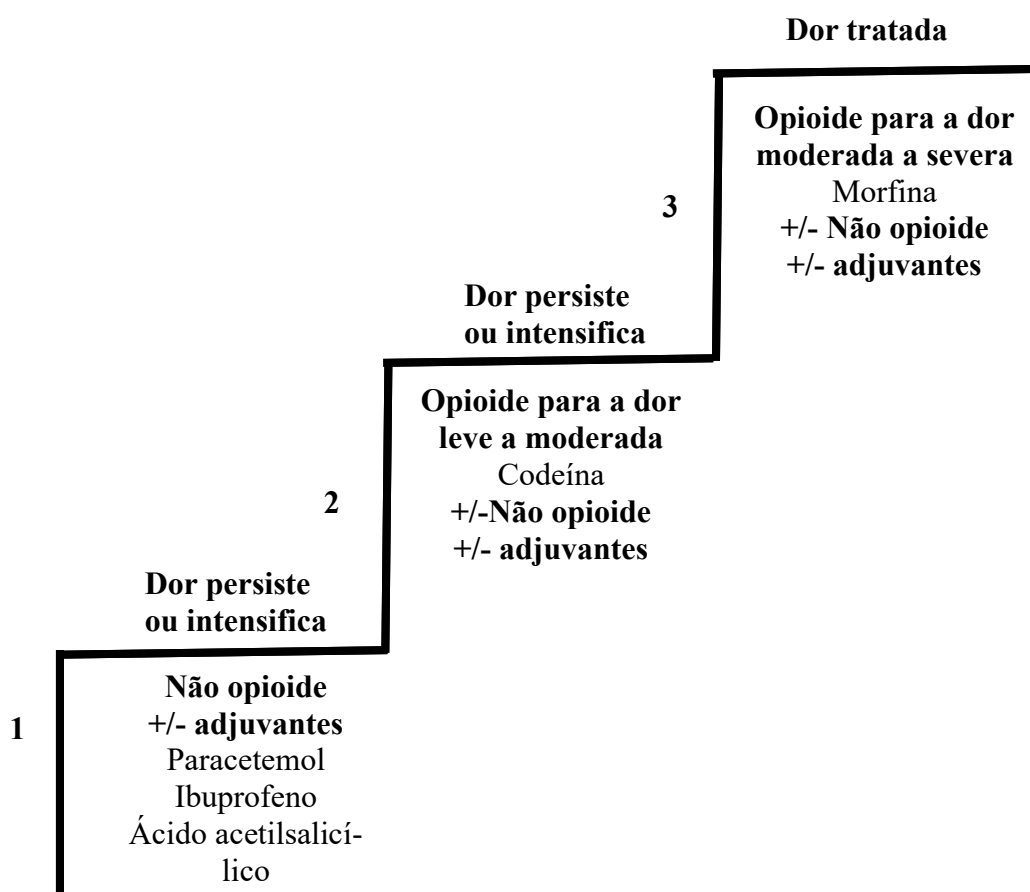 Dor tratada
Opioide para a dor
moderada a severa
Morfina
+/- Não opioide
+/- adjuvantes
3
Dor persiste
ou intensifica
Opioide para a dor
leve a moderada
Codeína
+/-Não opioide
+/- adjuvantes
2
Dor persiste
ou intensifica
Não opioide
+/- adjuvantes
Paracetemol
Ibuprofeno
Ácido acetilsalicí-
lico
1